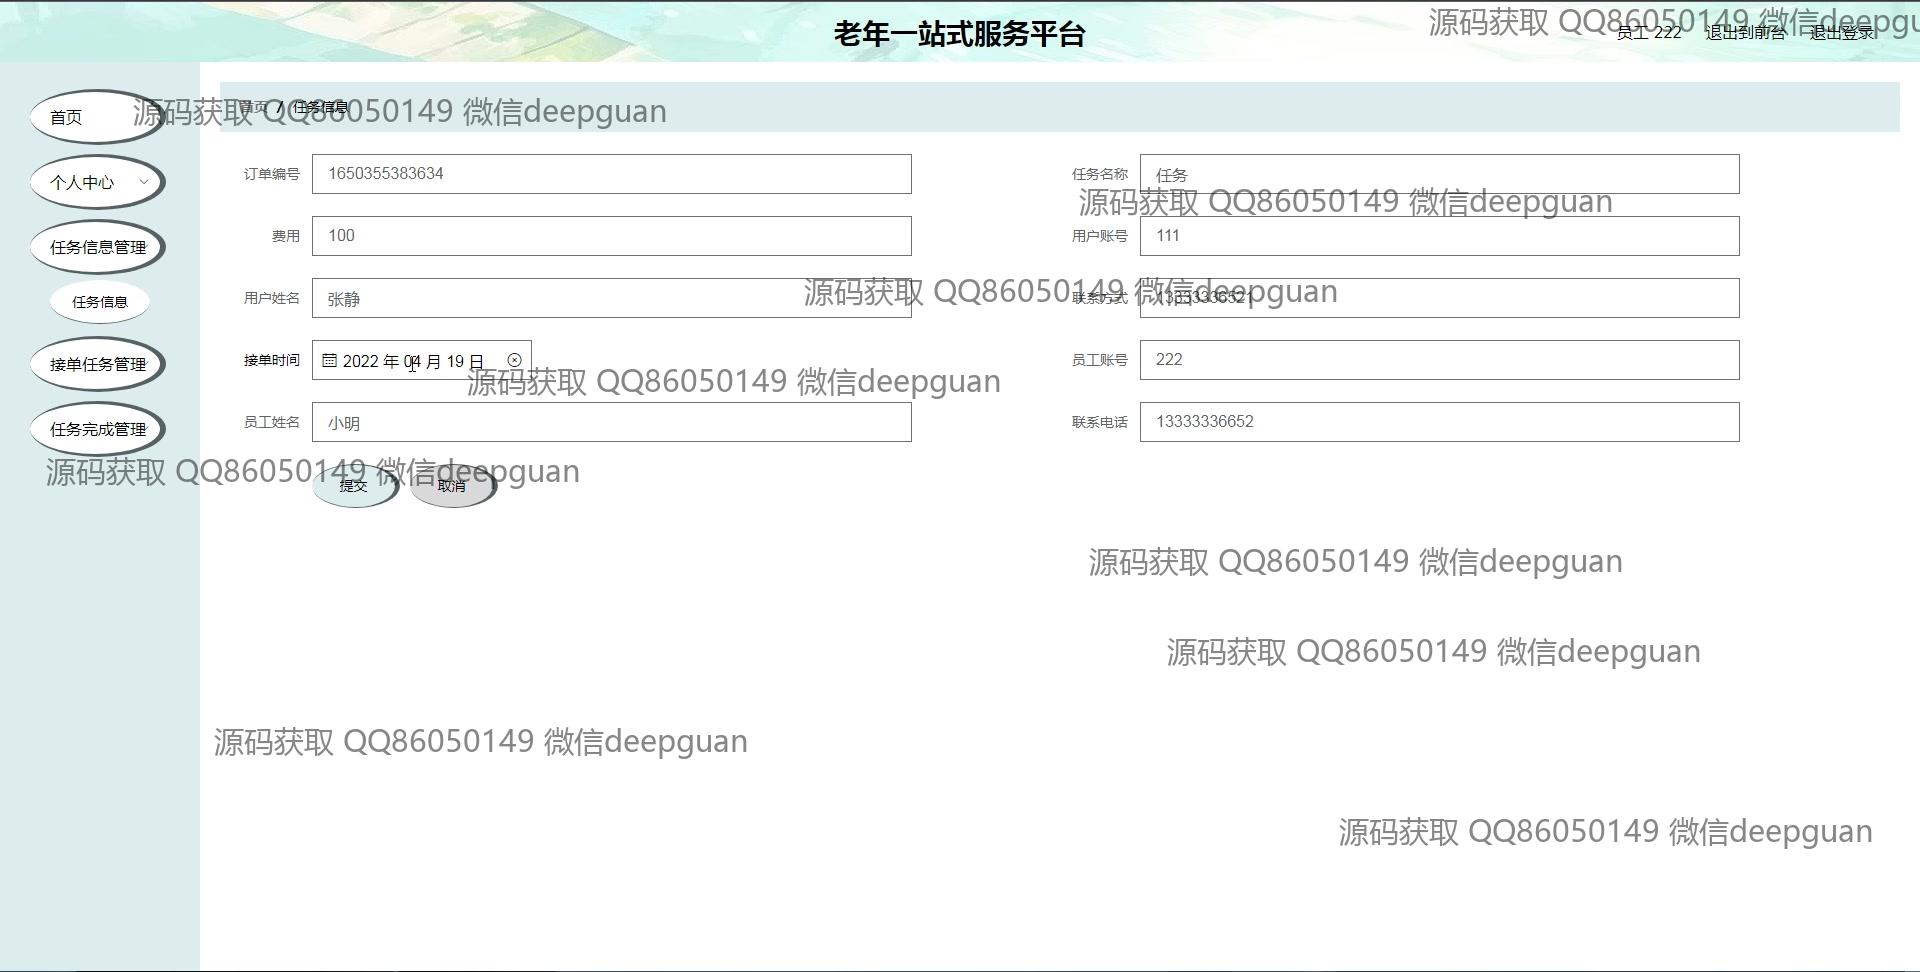 老年一站式服务平台
源码获取 QQ86050149 微信deepgu
员工 222 退出到前台 退出登录
首页
源码获取 QQ86050149 微信deepguan
首页 / 任务信息
个人中心
任务信息管理
任务信息
接单任务管理
任务完成管理
订单编号 1650355383634
任务名称 任务
源码获取 QQ86050149 微信deepguan
费用 100
用户账号 111
用户姓名 张静
源码获取 QQ86050149 微信deepguan
联系方式 13333336521
接单时间 2022 年 04 月 19 日
员工账号 222
源码获取 QQ86050149 微信deepguan
员工姓名 小明
联系电话 13333336652
源码获取 QQ86050149 微信deepguan
提交 取消
源码获取 QQ86050149 微信deepguan
源码获取 QQ86050149 微信deepguan
源码获取 QQ86050149 微信deepguan
源码获取 QQ86050149 微信deepguan